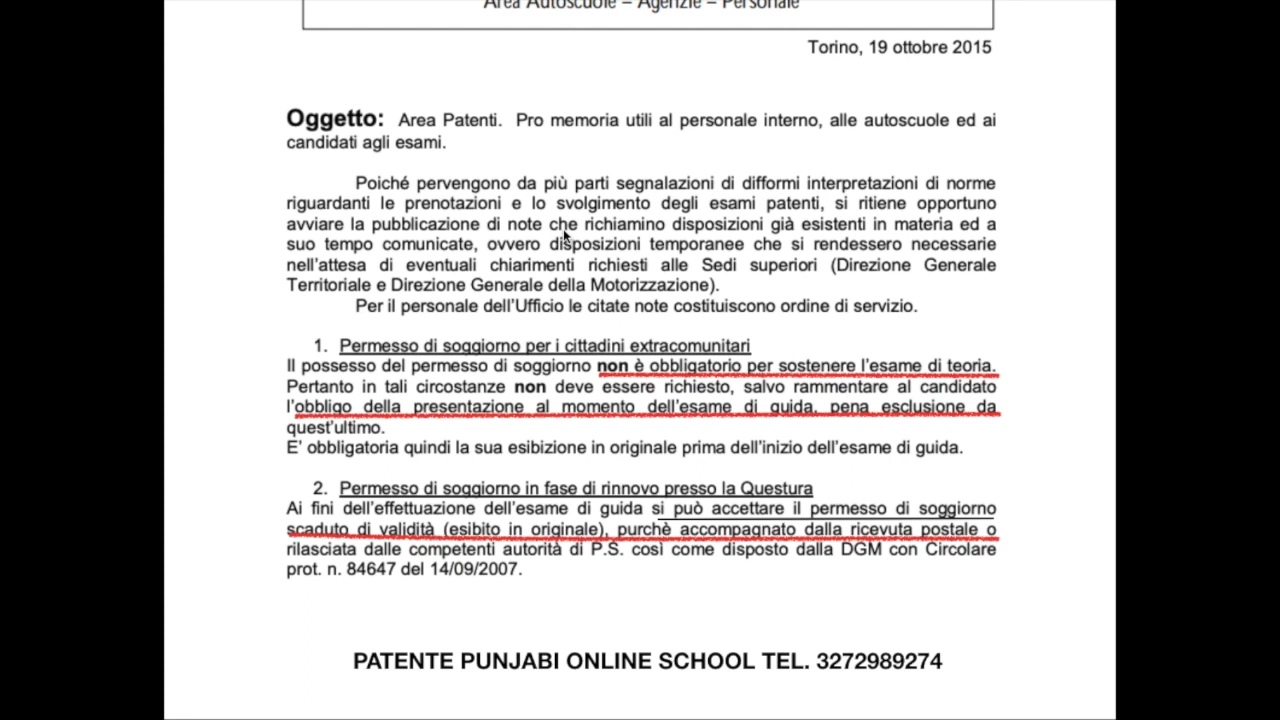 Area Autoscuole – Agenzie – Personale
Torino, 19 ottobre 2015
Oggetto: Area Patenti. Pro memoria utili al personale interno, alle autoscuole ed ai
candidati agli esami.
Poiché pervengono da più parti segnalazioni di difformi interpretazioni di norme
riguardanti le prenotazioni e lo svolgimento degli esami patenti, si ritiene opportuno
avviare la pubblicazione di note che richiamino disposizioni già esistenti in materia ed a
suo tempo comunicate, ovvero disposizioni temporanee che si rendessero necessarie
nell'attesa di eventuali chiarimenti richiesti alle Sedi superiori (Direzione Generale
Territoriale e Direzione Generale della Motorizzazione).
Per il personale dell'Ufficio le citate note costituiscono ordine di servizio.
1. Permesso di soggiorno per i cittadini extracomunitari
Il possesso del permesso di soggiorno non è obbligatorio per sostenere l'esame di teoria.
Pertanto in tali circostanze non deve essere richiesto, salvo rammentare al candidato
l'obbligo della presentazione al momento dell'esame di guida, pena esclusione da
quest'ultimo.
E' obbligatoria quindi la sua esibizione in originale prima dell'inizio dell'esame di guida.
2. Permesso di soggiorno in fase di rinnovo presso la Questura
Ai fini dell'effettuazione dell'esame di guida si può accettare il permesso di soggiorno
scaduto di validità (esibito in originale), purchè accompagnato dalla ricevuta postale o
rilasciata dalle competenti autorità di P.S. così come disposto dalla DGM con Circolare
prot. n. 84647 del 14/09/2007.
PATENTE PUNJABI ONLINE SCHOOL TEL. 3272989274